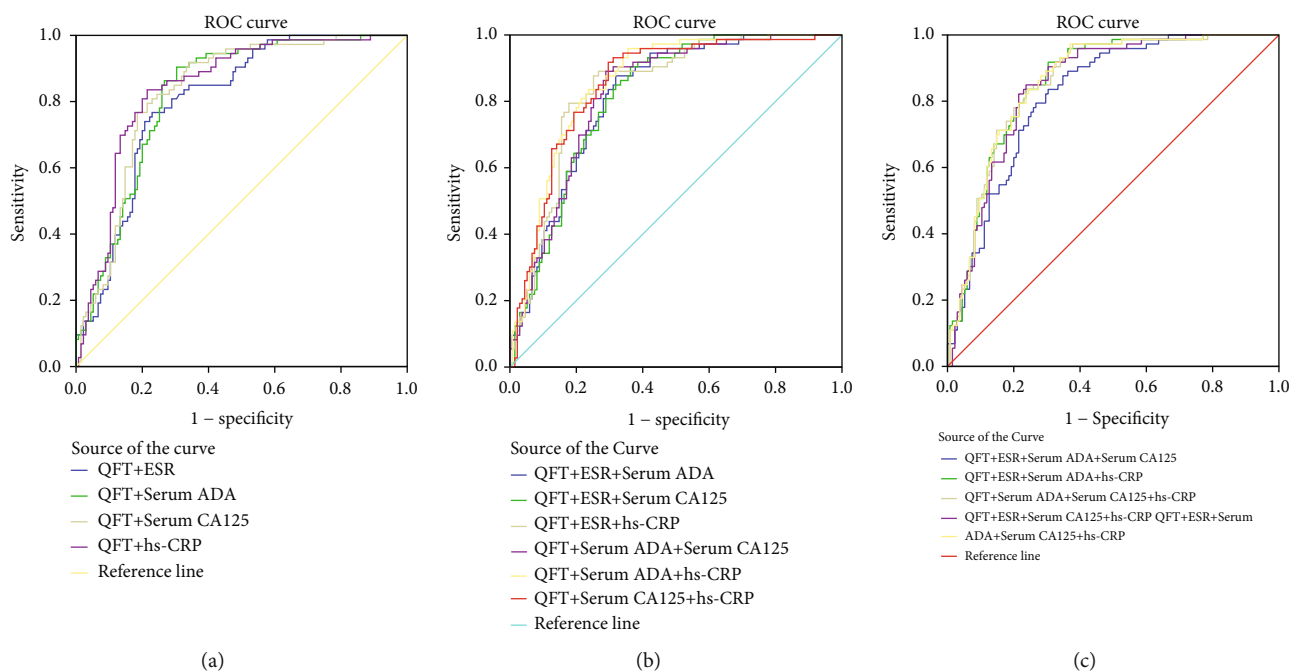 ROC curve
1.0
0.8
0.6
0.4
0.2
0.0
Sensitivity
0.0 0.2 0.4 0.6 0.8 1.0
1 – specificity
Source of the curve
QFT+ESR
QFT+Serum ADA
QFT+Serum CA125
QFT+hs-CRP
Reference line
(a)
ROC curve
1.0
0.8
0.6
0.4
0.2
0.0
Sensitivity
0.0 0.2 0.4 0.6 0.8 1.0
1 – specificity
Source of the Curve
QFT+ESR+Serum ADA
QFT+ESR+Serum CA125
QFT+ESR+hs-CRP
QFT+Serum ADA+Serum CA125
QFT+Serum ADA+hs-CRP
QFT+Serum CA125+hs-CRP
Reference line
(b)
ROC curve
1.0
0.8
0.6
0.4
0.2
0.0
Sensitivity
0.0 0.2 0.4 0.6 0.8 1.0
1 – Specificity
Source of the Curve
QFT+ESR+Serum ADA+Serum CA125
QFT+ESR+Serum ADA+hs-CRP
QFT+Serum ADA+Serum CA125+hs-CRP
QFT+ESR+Serum CA125+hs-CRP QFT+ESR+Serum
ADA+Serum CA125+hs-CRP
Reference line
(c)